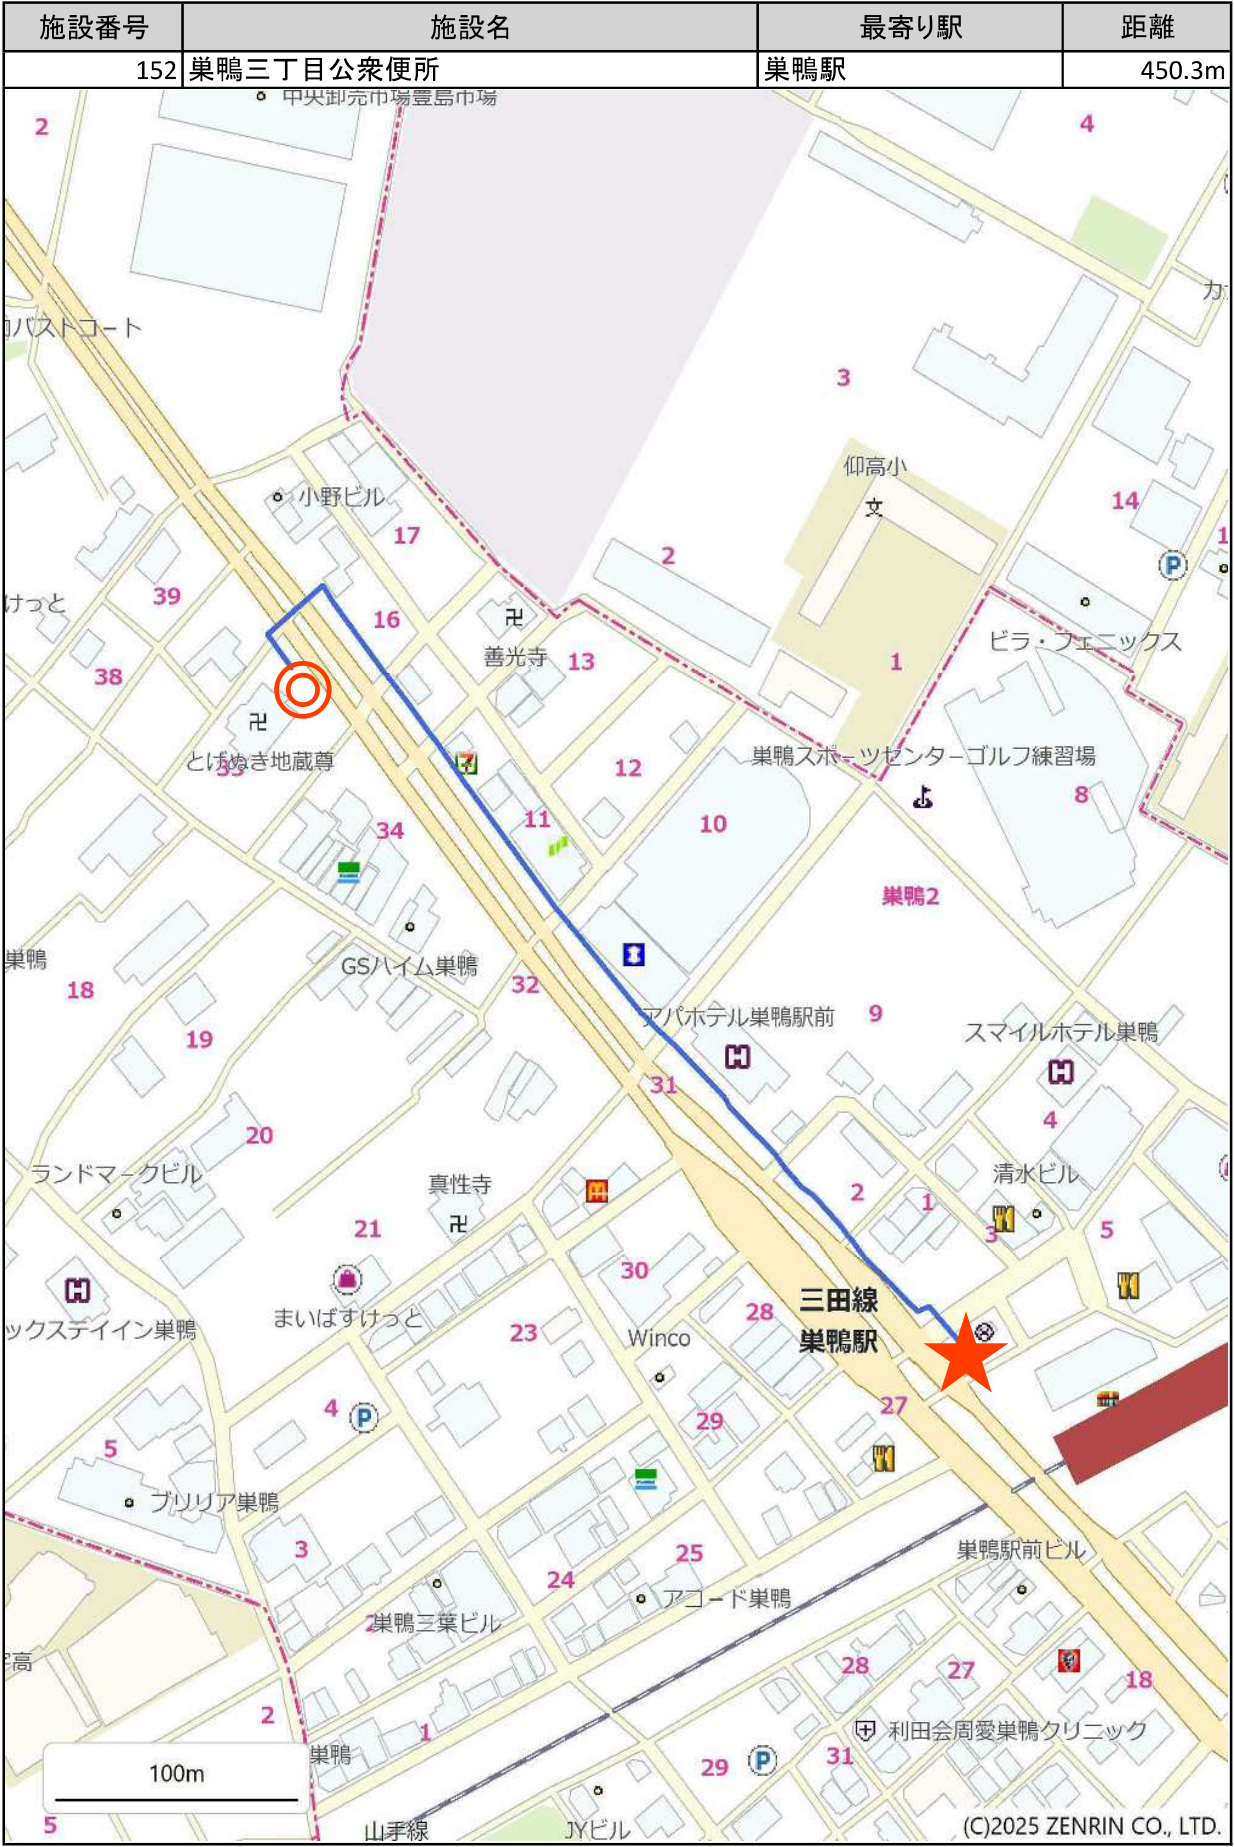 施設番号 施設名 最寄り駅 距離
152 巣鴨三丁目公衆便所 巣鴨駅 450.3m
中央卸売市場豊島市場
2
4
バストコート
カ
3
仰高小
文
小野ビル
14
17
2
1
P
39
けっと
16
善光寺
13
1
ビラ・フェニックス
38
とげぬき地蔵尊
35
巣鴨スポーツセンターゴルフ練習場
12
8
34
11
10
7
巣鴨2
巣鴨
GSハイム巣鴨
32
18
アパホテル巣鴨駅前
9
スマイルホテル巣鴨
19
H
H
31
4
20
ランドマークビル
真性寺
清水ビル
2
1
3
5
21
H
30
まいばすけっと
三田線
巣鴨駅
28
ックステイイン巣鴨
23
Winco
4
P
27
29
5
ブリリア巣鴨
3
25
巣鴨駅前ビル
24
アコード巣鴨
2
巣鴨三葉ビル
高
28
27
18
2
1
利田会周愛巣鴨クリニック
巣鴨
29
P
31
100m
5
山手線
JYビル
(C)2025 ZENRIN CO., LTD.